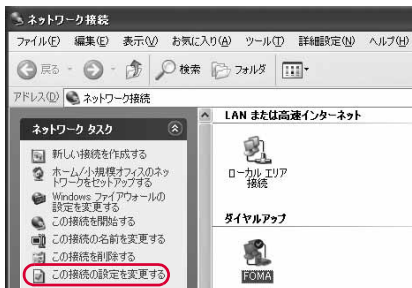 ネットワーク接続
ファイル(F) 編集(E) 表示(V) お気に入り(A) ツール(T) 詳細設定(N) ヘルプ(H)
戻る 検索 フォルダ
アドレス(D) ネットワーク接続
ネットワーク タスク
新しい接続を作成する
ホーム/小規模オフィスのネッ
トワークをセットアップする
Windows ファイアウォールの
設定を変更する
この接続を開始する
この接続の名前を変更する
この接続を削除する
この接続の設定を変更する
LAN または高速インターネット
ローカル エリア
接続
ダイヤルアップ
FOMA